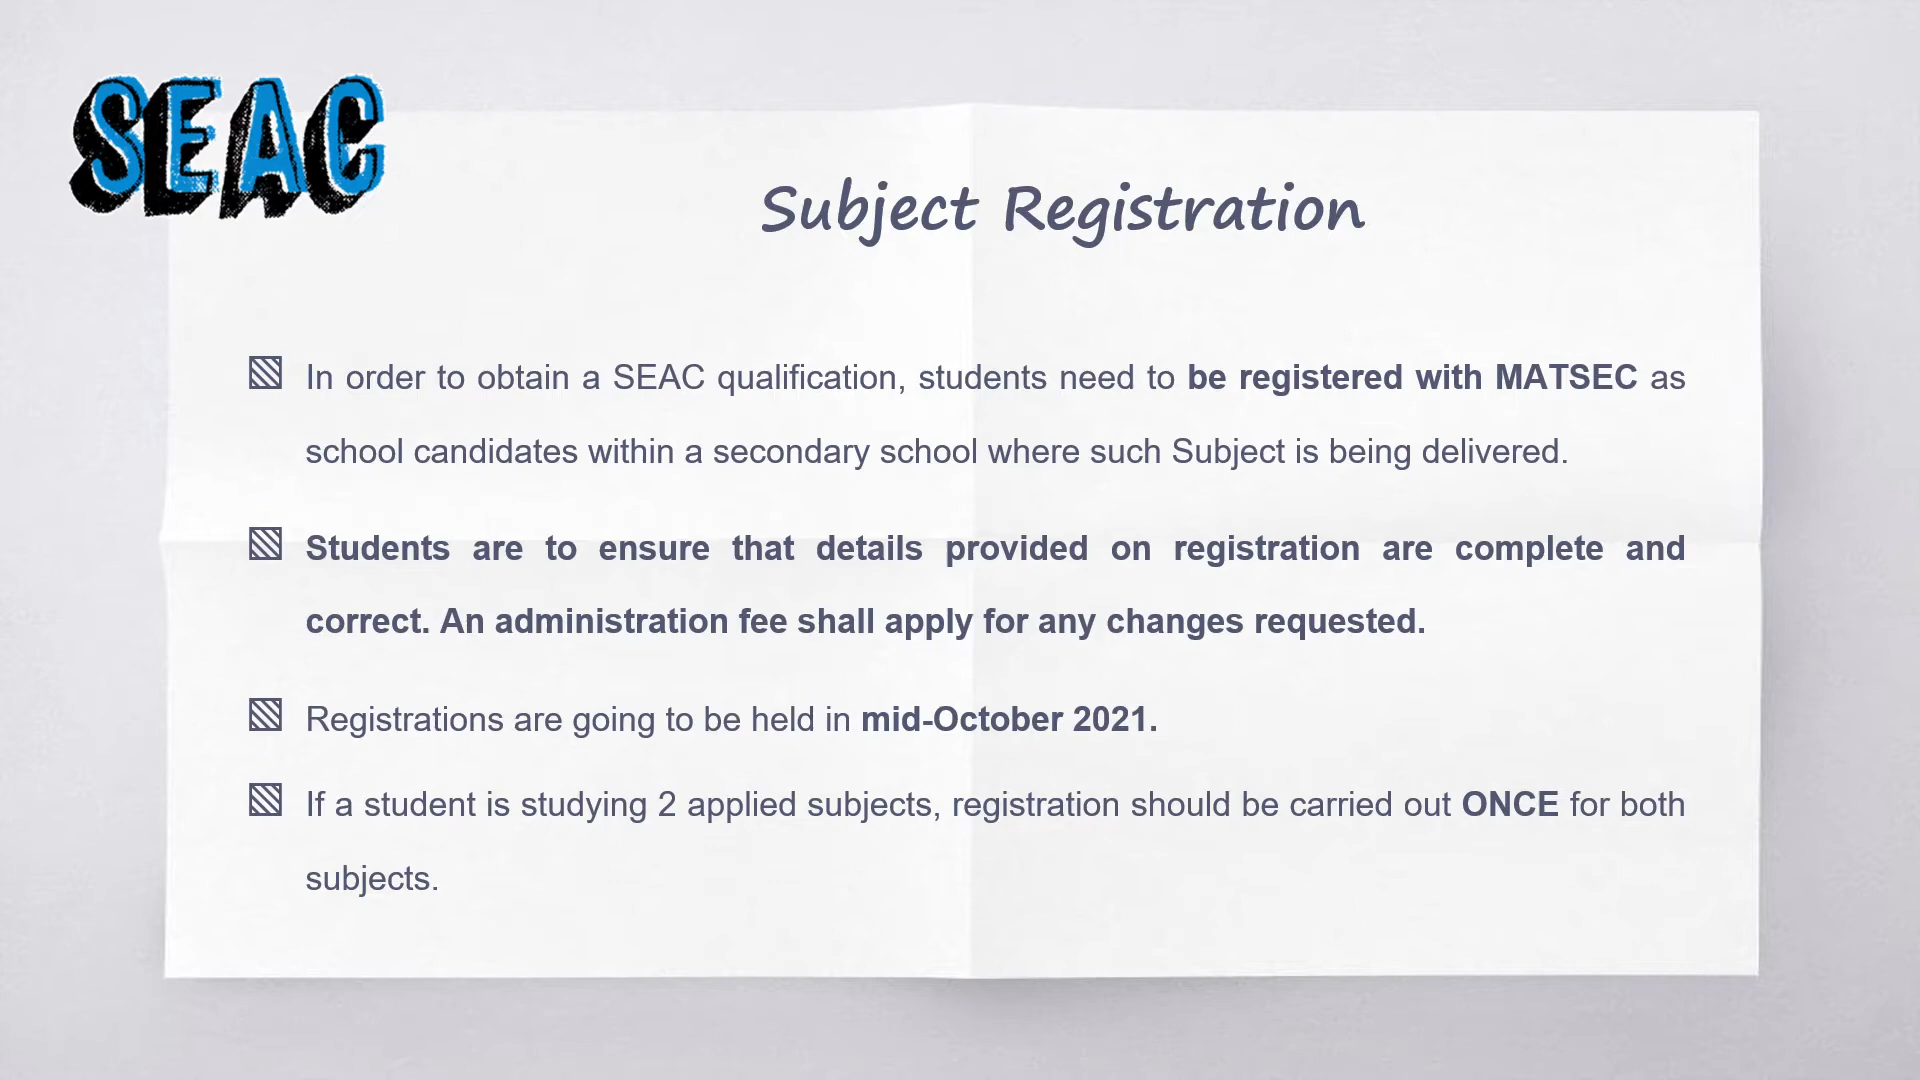 SEAC
Subject Registration
In order to obtain a SEAC qualification, students need to be registered with MATSEC as
school candidates within a secondary school where such Subject is being delivered.
Students are to ensure that details provided on registration are complete and
correct. An administration fee shall apply for any changes requested.
Registrations are going to be held in mid-October 2021.
If a student is studying 2 applied subjects, registration should be carried out ONCE for both
subjects.